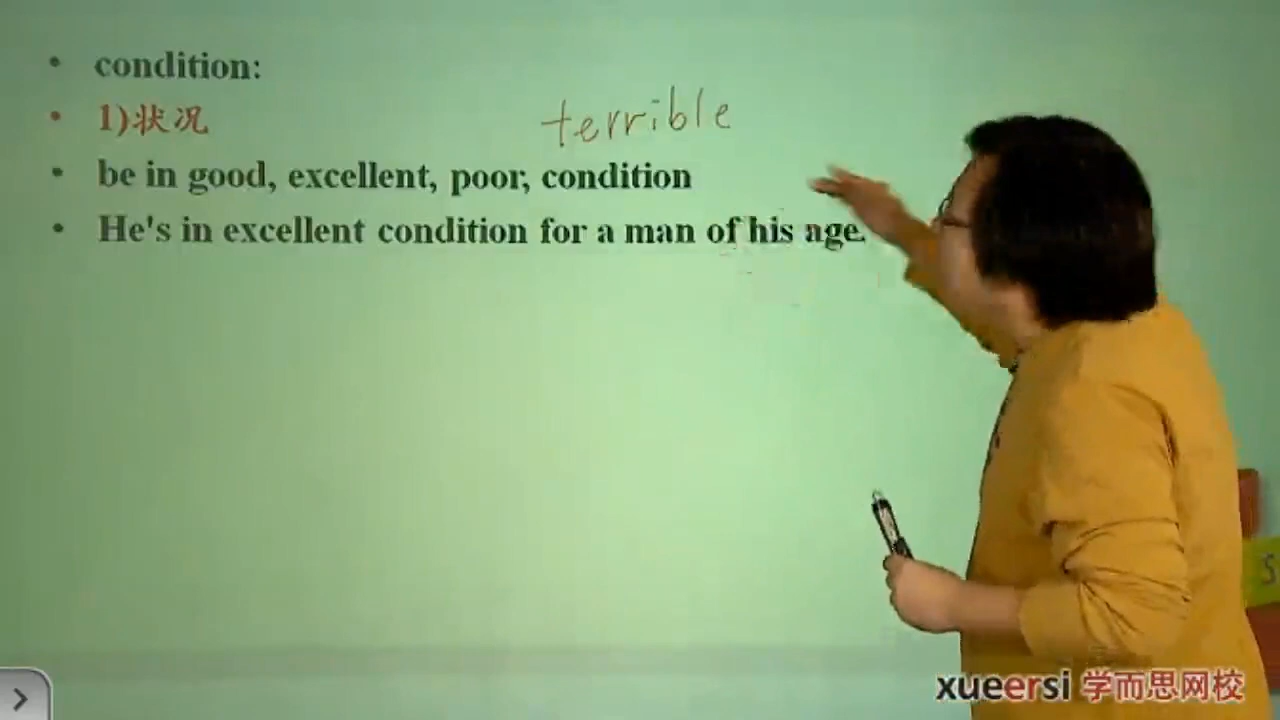 condition:
1)状况
terrible
be in good, excellent, poor, condition
He's in excellent condition for a man of his age.
S
xueersi 学而思网校